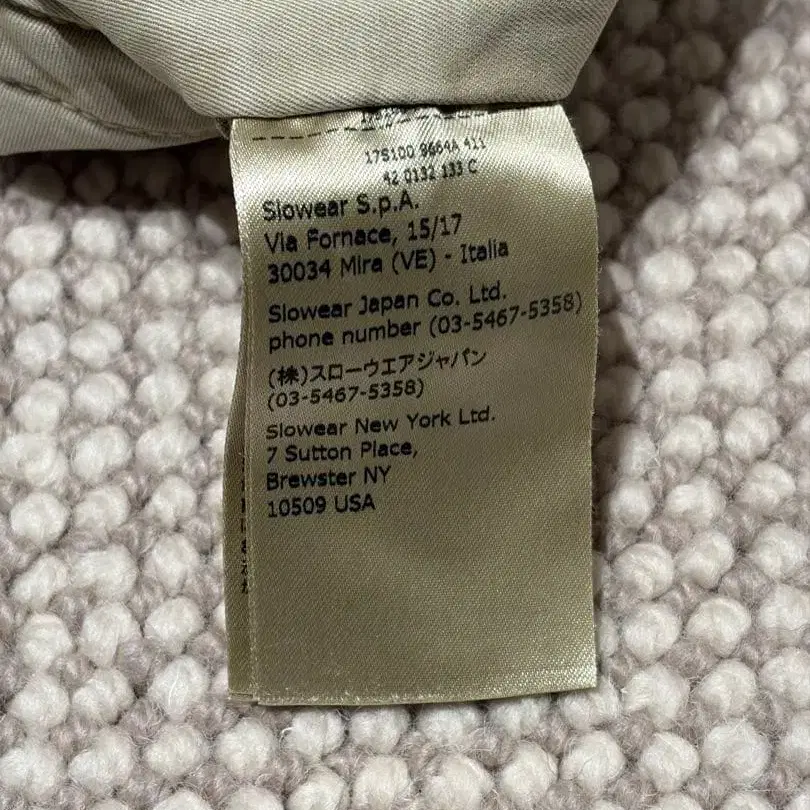 17S100 9664A 411
42 0132 133 C
Slowear S.p.A.
Via Fornace, 15/17
30034 Mira (VE) - Italia
Slowear Japan Co. Ltd.
phone number (03-5467-5358)
(株)スローウエアジャパン
(03-5467-5358)
Slowear New York Ltd.
7 Sutton Place,
Brewster NY
10509 USA